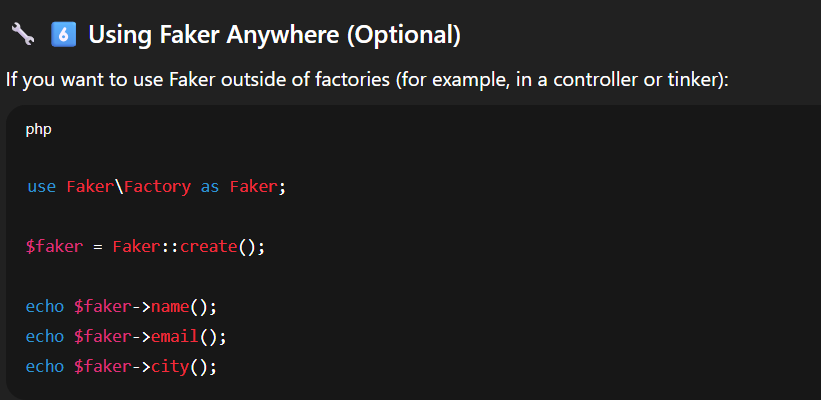 🔧 6️⃣ Using Faker Anywhere (Optional)
If you want to use Faker outside of factories (for example, in a controller or tinker):
php
use Faker\Factory as Faker;
$faker = Faker::create();
echo $faker->name();
echo $faker->email();
echo $faker->city();